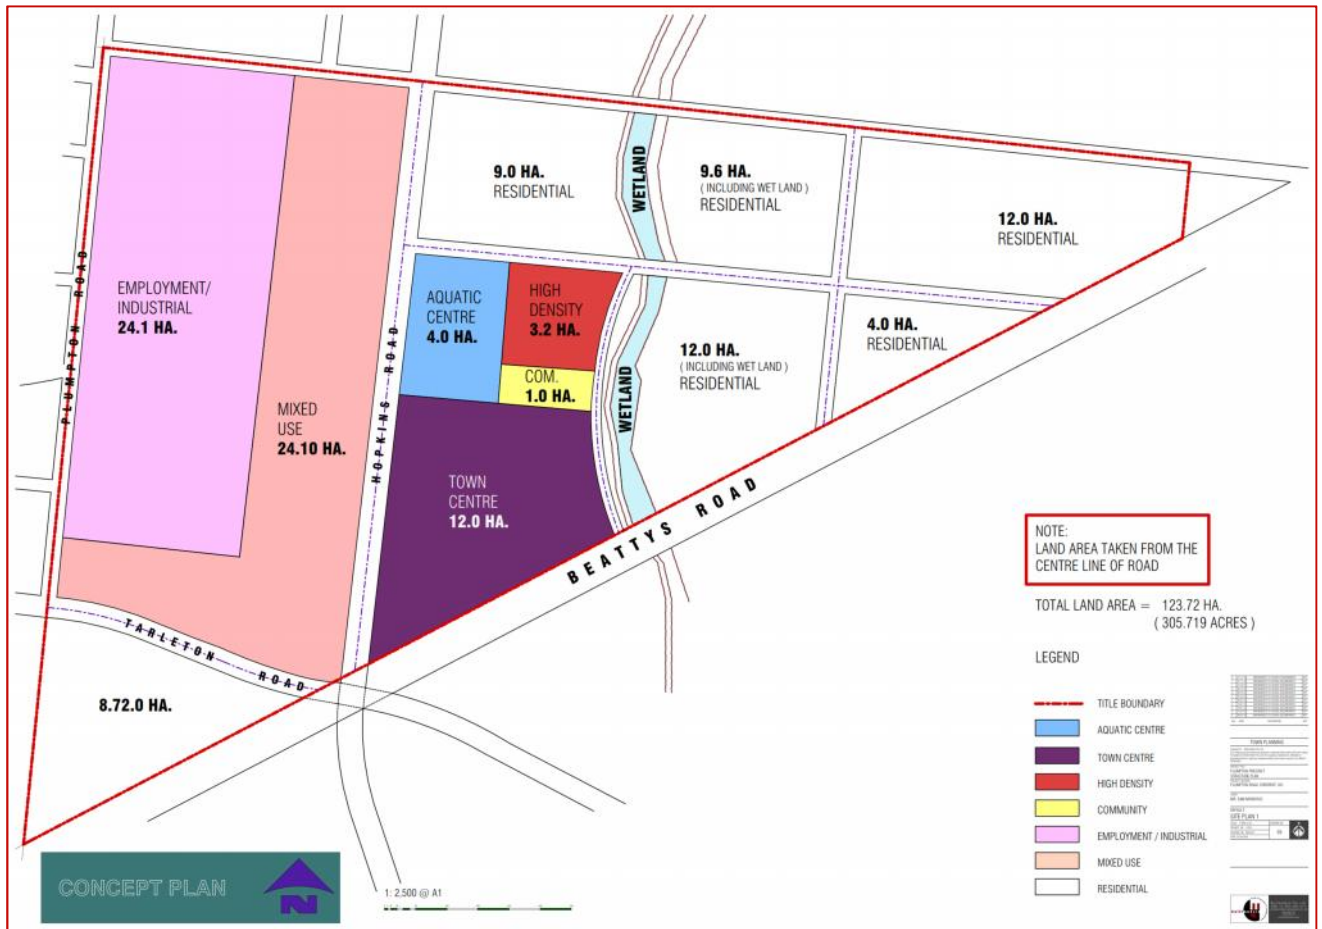 PLUMPTON ROAD
EMPLOYMENT/
INDUSTRIAL
24.1 HA.
MIXED
USE
24.10 HA.
HOPKINS ROAD
9.0 HA.
RESIDENTIAL
WETLAND
9.6 HA.
( INCLUDING WET LAND )
RESIDENTIAL
12.0 HA.
RESIDENTIAL
AQUATIC
CENTRE
4.0 HA.
HIGH
DENSITY
3.2 HA.
COM.
1.0 HA.
WETLAND
12.0 HA.
( INCLUDING WET LAND )
RESIDENTIAL
4.0 HA.
RESIDENTIAL
TOWN
CENTRE
12.0 HA.
BEATTYS ROAD
TARLETON ROAD
8.72.0 HA.
NOTE:
LAND AREA TAKEN FROM THE
CENTRE LINE OF ROAD
TOTAL LAND AREA = 123.72 HA.
( 305.719 ACRES )
LEGEND
TITLE BOUNDARY
AQUATIC CENTRE
TOWN CENTRE
HIGH DENSITY
COMMUNITY
EMPLOYMENT / INDUSTRIAL
MIXED USE
RESIDENTIAL
TOWN PLANNING
SITE PLAN 1
CONCEPT PLAN
N
1: 2,500 @ A1